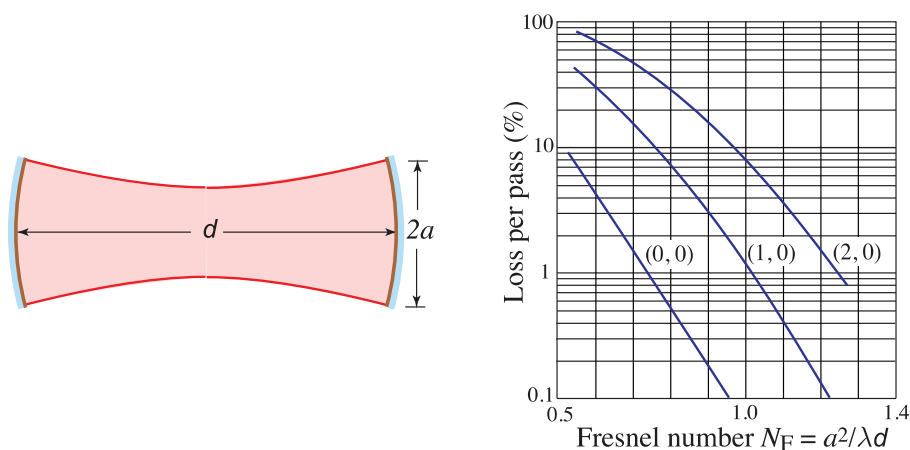 d
2a
Loss per pass (%)
100
10
1
0.1
(0, 0)
(1, 0)
(2, 0)
0.5
1.0
1.4
Fresnel number N_F = a²/λd